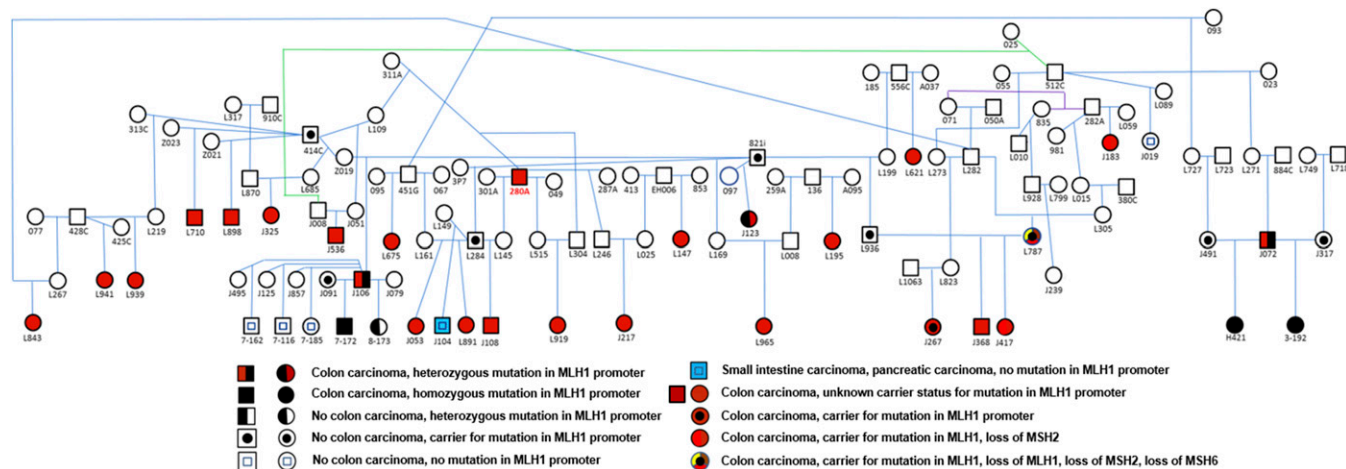 093
025
311A
185 556C A037 055 512C 023
L089
L317 910C
313C Z023 Z021 414C L109
071 050A 835 282A L059
821i
981
L010 J183 J019
Z019
L870 L685
095 451G 067 3P7 301A 280A 049 287A 413 EH006 853 097 259A 136 A095 L199 L621 L273 L282
L727 L723 L271 884C L749 L718
L928 L799 L015 380C
077 428C 425C L219 L710 L898 J325 J008 J051
L149
J123
L305
J536 L675 L161 L284 L145 L515 L304 L246 L025 L147 L169 L008 L195 L936 L787 J491 J072 J317
L267 L941 L939 J495 J125 J857 J091 J106 J079
L1063 L823 J239
L843 7-162 7-116 7-185 7-172 8-173 J053 J104 L891 J108 L919 J217 L965 J267 J368 J417 H421 3-192
Colon carcinoma, heterozygous mutation in MLH1 promoter
Colon carcinoma, homozygous mutation in MLH1 promoter
No colon carcinoma, heterozygous mutation in MLH1 promoter
No colon carcinoma, carrier for mutation in MLH1 promoter
No colon carcinoma, no mutation in MLH1 promoter
Small intestine carcinoma, pancreatic carcinoma, no mutation in MLH1 promoter
Colon carcinoma, unknown carrier status for mutation in MLH1 promoter
Colon carcinoma, carrier for mutation in MLH1 promoter
Colon carcinoma, carrier for mutation in MLH1, loss of MSH2
Colon carcinoma, carrier for mutation in MLH1, loss of MLH1, loss of MSH2, loss of MSH6